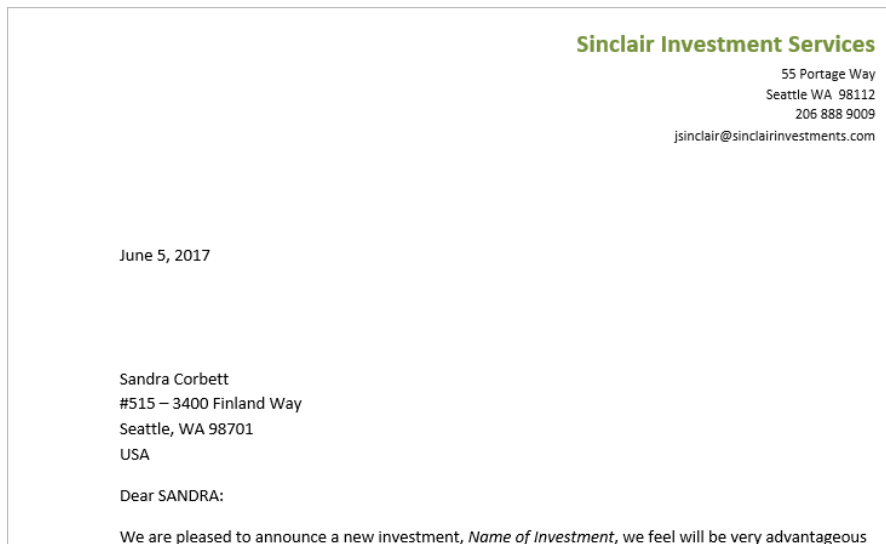 Sinclair Investment Services
55 Portage Way
Seattle WA  98112
206 888 9009
jsinclair@sinclairinvestments.com
June 5, 2017
Sandra Corbett
#515 – 3400 Finland Way
Seattle, WA 98701
USA
Dear SANDRA:
We are pleased to announce a new investment, Name of Investment, we feel will be very advantageous